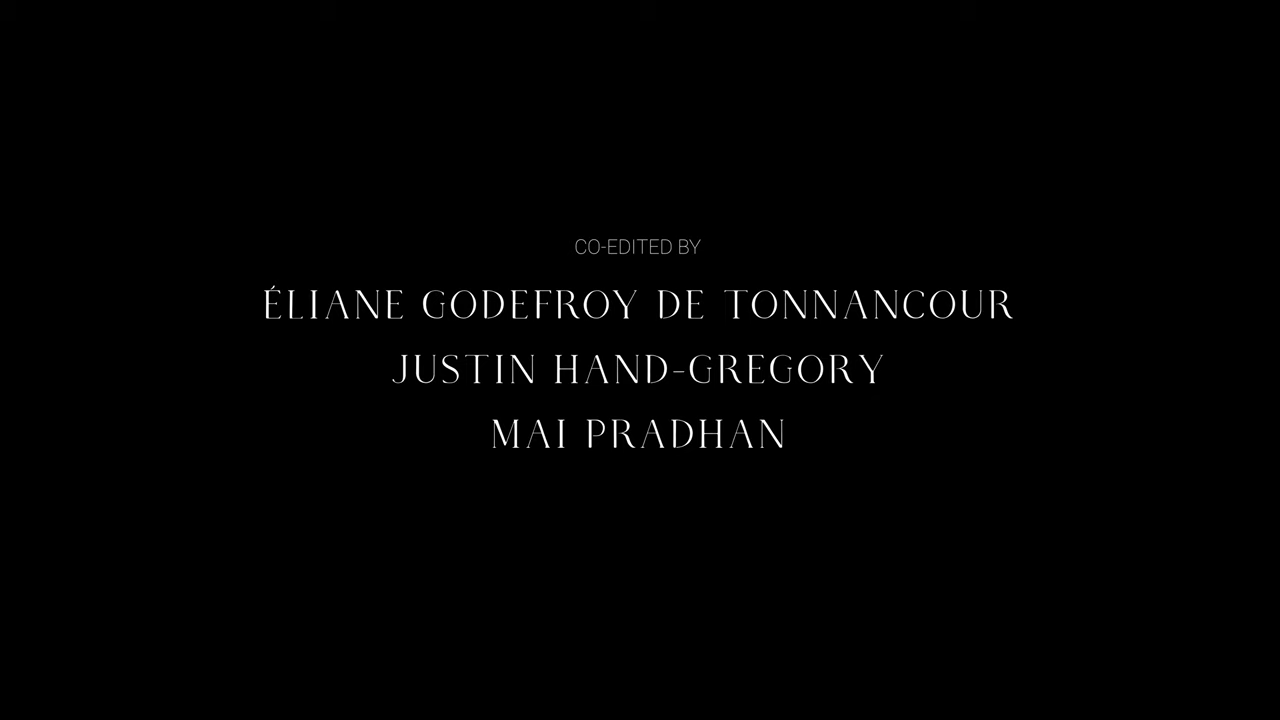 CO-EDITED BY
ÉLIANE GODEFROY DE TONNANCOUR
JUSTIN HAND-GREGORY
MAI PRADHAN